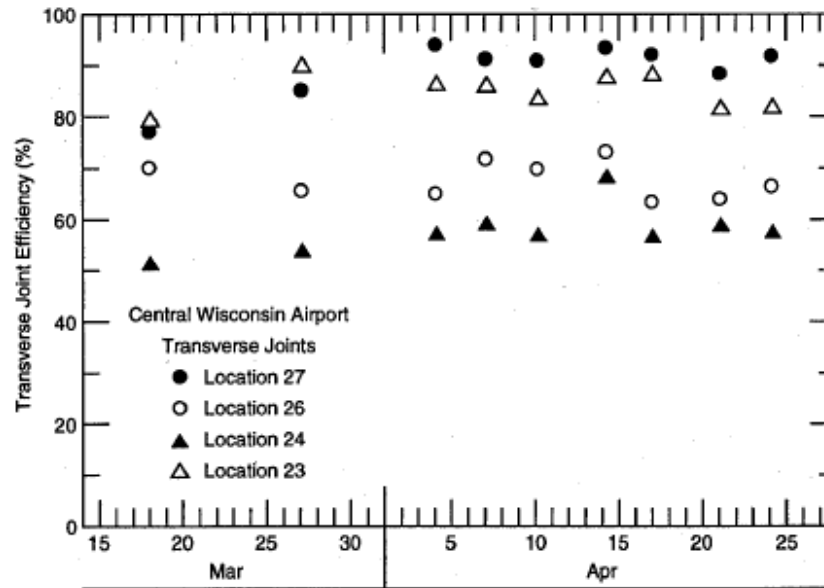 100
80
60
40
20
0
Transverse Joint Efficiency (%)
Central Wisconsin Airport
Transverse Joints
Location 27
Location 26
Location 24
Location 23
15 20 25 30 5 10 15 20 25
Mar Apr